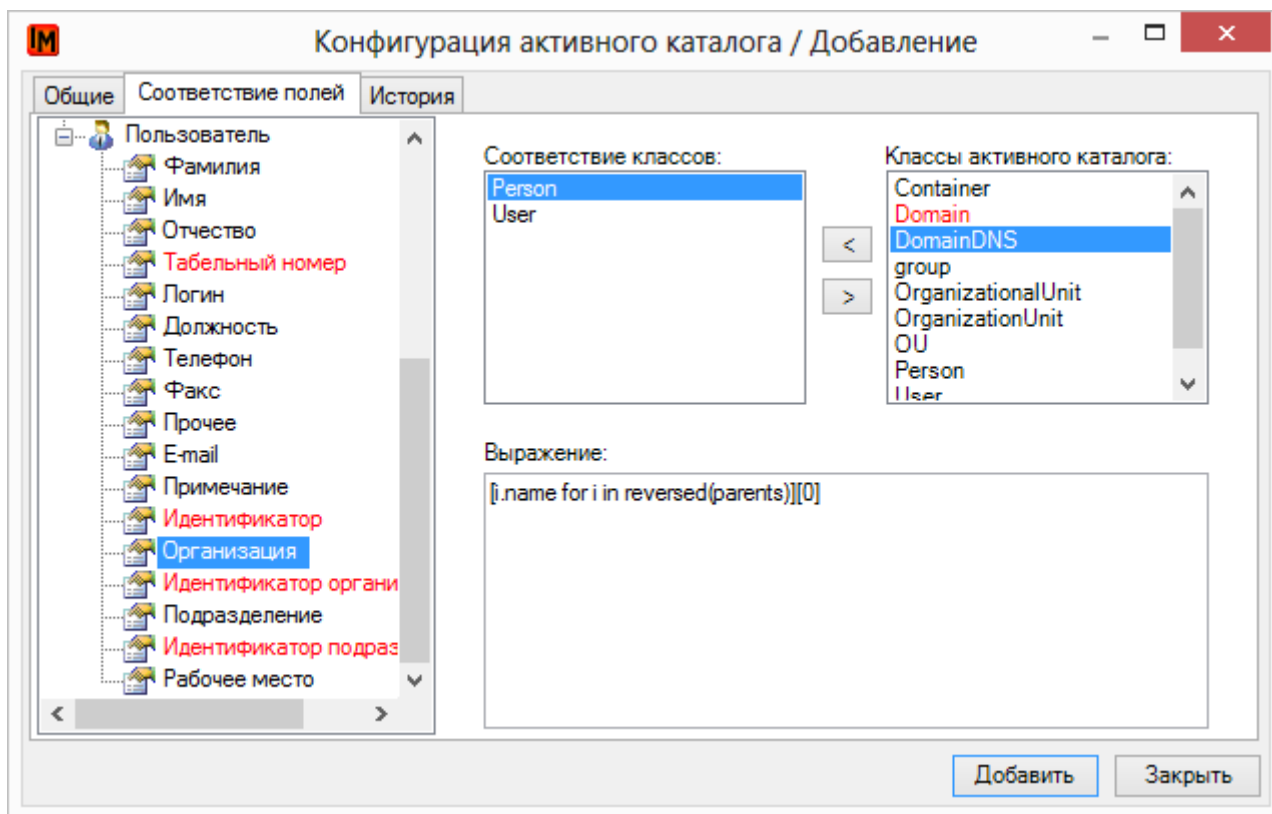 IM
Конфигурация активного каталога / Добавление
Общие
Соответствие полей
История
Пользователь
Фамилия
Имя
Отчество
Табельный номер
Логин
Должность
Телефон
Факс
Прочее
E-mail
Примечание
Идентификатор
Организация
Идентификатор органи
Подразделение
Идентификатор подраз
Рабочее место
Соответствие классов:
Person
User
<
>
Классы активного каталога:
Container
Domain
DomainDNS
group
OrganizationalUnit
OrganizationUnit
OU
Person
User
Выражение:
[i.name for i in reversed(parents)][0]
Добавить
Закрыть